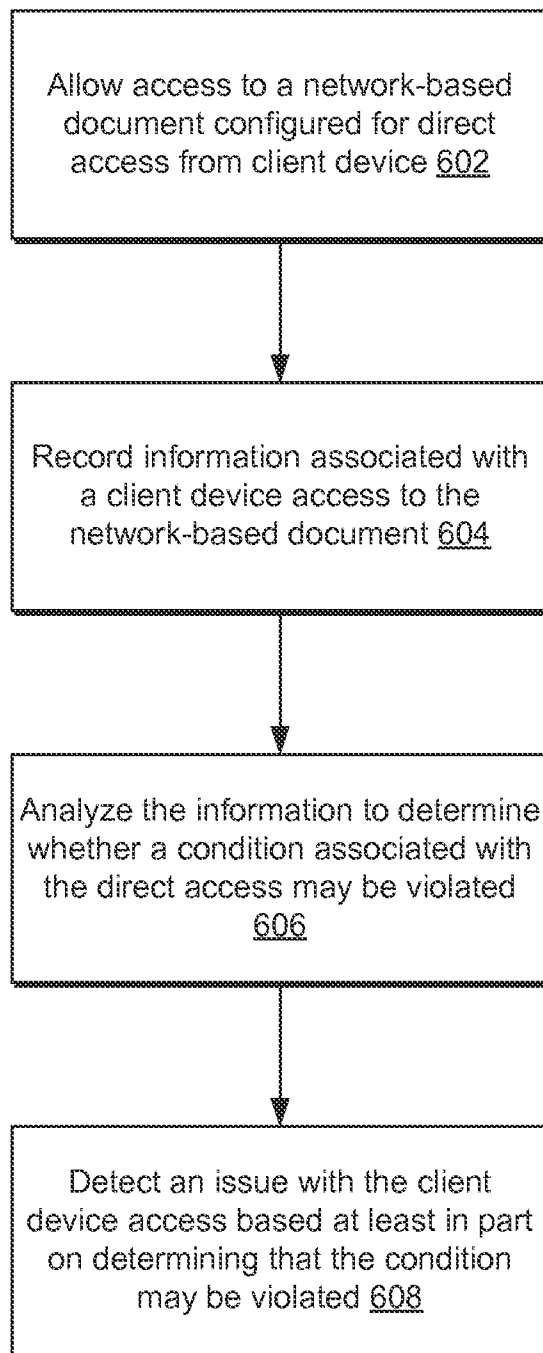 Allow access to a network-based
document configured for direct
access from client device 602
Record information associated with
a client device access to the
network-based document 604
Analyze the information to determine
whether a condition associated with
the direct access may be violated
606
Detect an issue with the client
device access based at least in part
on determining that the condition
may be violated 608